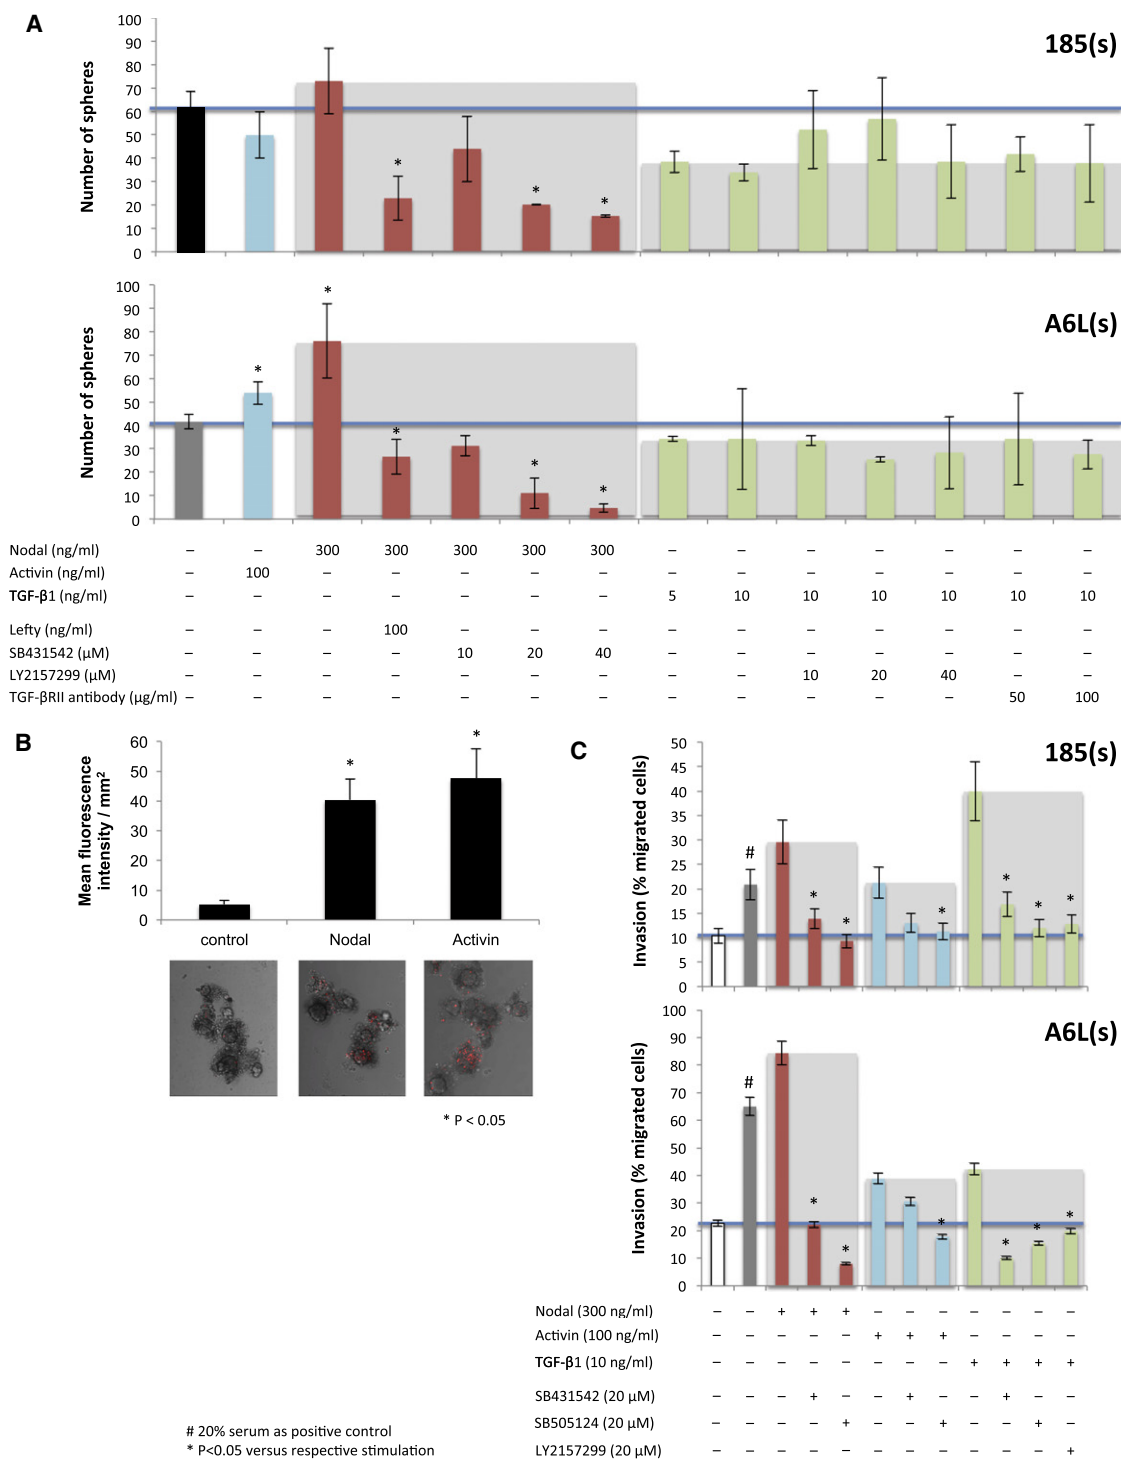 A
185(s)
Number of spheres
100
90
80
70
60
50
40
30
20
10
0
* * *
A6L(s)
Number of spheres
100
90
80
70
60
50
40
30
20
10
0
* * * * *
Nodal (ng/ml) – – 300 300 300 300 300 – – – – – – –
Activin (ng/ml) – 100 – – – – – – – – – – – –
TGF-β1 (ng/ml) – – – – – – – 5 10 10 10 10 10 10
Lefty (ng/ml) – – – 100 – – – – – – – – – –
SB431542 (μM) – – – – 10 20 40 – – – – – – –
LY2157299 (μM) – – – – – – – – – 10 20 40 – –
TGF-βRII antibody (μg/ml) – – – – – – – – – – – – 50 100
B
Mean fluorescence
intensity / mm²
60
50
40
30
20
10
0
* *
control Nodal Activin
* P < 0.05
C
185(s)
Invasion (% migrated cells)
50
45
40
35
30
25
20
15
10
5
0
# * * * * * *
A6L(s)
Invasion (% migrated cells)
100
90
80
70
60
50
40
30
20
10
0
# * * * * * *
Nodal (300 ng/ml) – – + + + – – – – – – –
Activin (100 ng/ml) – – – – – + + + – – – –
TGF-β1 (10 ng/ml) – – – – – – – – + + + +
SB431542 (20 μM) – – – + – – + – – + – –
SB505124 (20 μM) – – – – + – – + – – + –
LY2157299 (20 μM) – – – – – – – – – – – +
# 20% serum as positive control
* P<0.05 versus respective stimulation